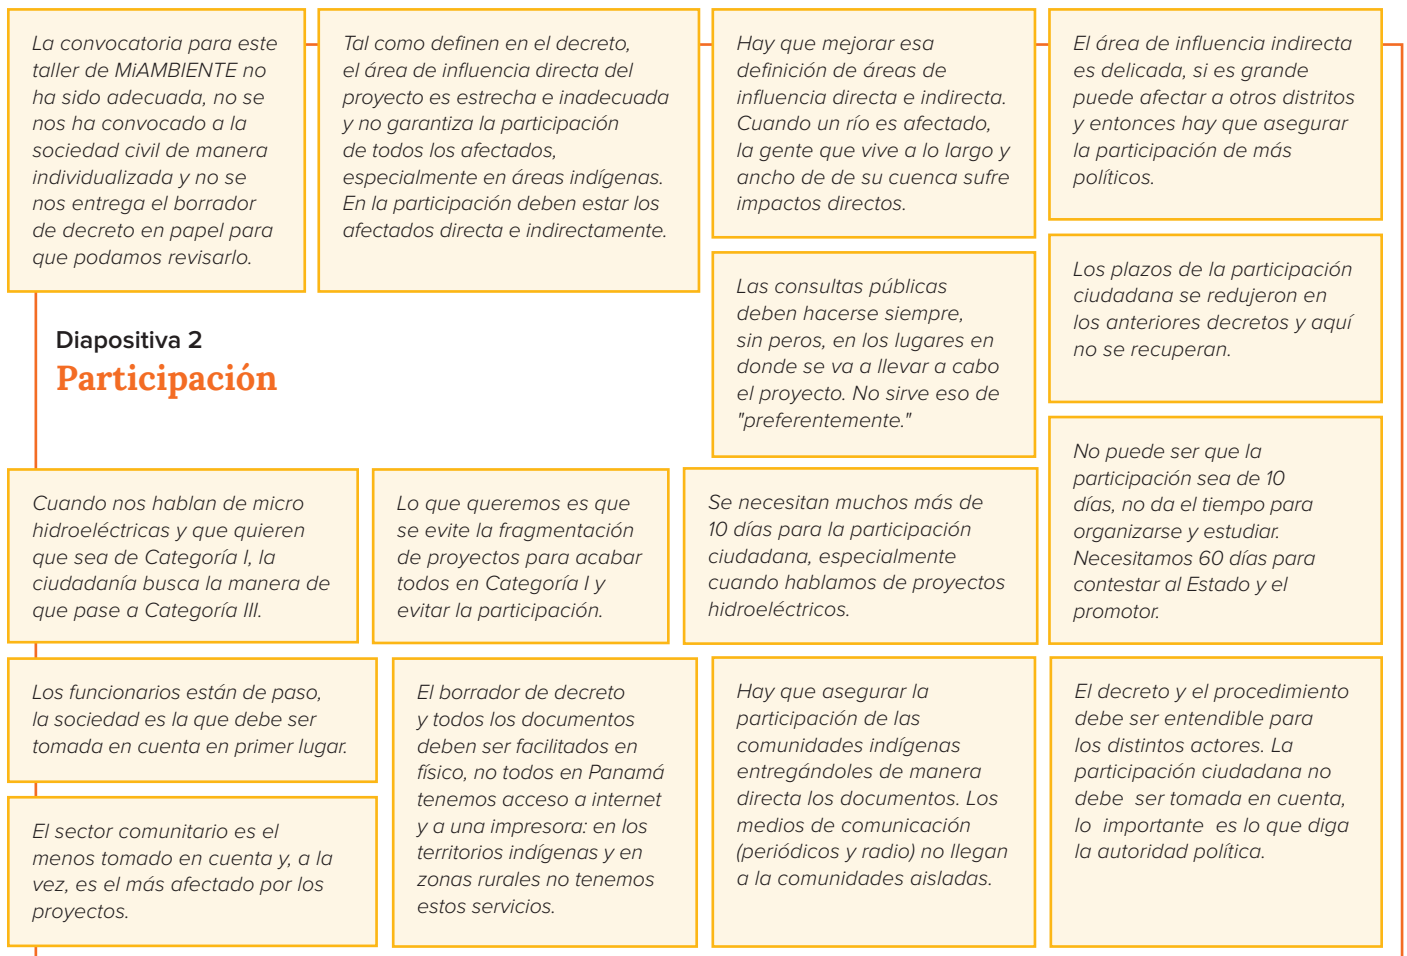 La convocatoria para este
taller de MiAMBIENTE no
ha sido adecuada, no se
nos ha convocado a la
sociedad civil de manera
individualizada y no se
nos entrega el borrador
de decreto en papel para
que podamos revisarlo.
Tal como definen en el decreto,
el área de influencia directa del
proyecto es estrecha e inadecuada
y no garantiza la participación
de todos los afectados,
especialmente en áreas indígenas.
En la participación deben estar los
afectados directa e indirectamente.
Hay que mejorar esa
definición de áreas de
influencia directa e indirecta.
Cuando un río es afectado,
la gente que vive a lo largo y
ancho de de su cuenca sufre
impactos directos.
El área de influencia indirecta
es delicada, si es grande
puede afectar a otros distritos
y entonces hay que asegurar
la participación de más
políticos.
Diapositiva 2
Participación
Las consultas públicas
deben hacerse siempre,
sin peros, en los lugares en
donde se va a llevar a cabo
el proyecto. No sirve eso de
"preferentemente."
Los plazos de la participación
ciudadana se redujeron en
los anteriores decretos y aquí
no se recuperan.
No puede ser que la
participación sea de 10
días, no da el tiempo para
organizarse y estudiar.
Necesitamos 60 días para
contestar al Estado y el
promotor.
Cuando nos hablan de micro
hidroeléctricas y que quieren
que sea de Categoría I, la
ciudadanía busca la manera de
que pase a Categoría III.
Lo que queremos es que
se evite la fragmentación
de proyectos para acabar
todos en Categoría I y
evitar la participación.
Se necesitan muchos más de
10 días para la participación
ciudadana, especialmente
cuando hablamos de proyectos
hidroeléctricos.
Los funcionarios están de paso,
la sociedad es la que debe ser
tomada en cuenta en primer lugar.
El sector comunitario es el
menos tomado en cuenta y, a la
vez, es el más afectado por los
proyectos.
El borrador de decreto
y todos los documentos
deben ser facilitados en
físico, no todos en Panamá
tenemos acceso a internet
y a una impresora: en los
territorios indígenas y en
zonas rurales no tenemos
estos servicios.
Hay que asegurar la
participación de las
comunidades indígenas
entregándoles de manera
directa los documentos. Los
medios de comunicación
(periódicos y radio) no llegan
a la comunidades aisladas.
El decreto y el procedimiento
debe ser entendible para
los distintos actores. La
participación ciudadana no
debe ser tomada en cuenta,
lo importante es lo que diga
la autoridad política.